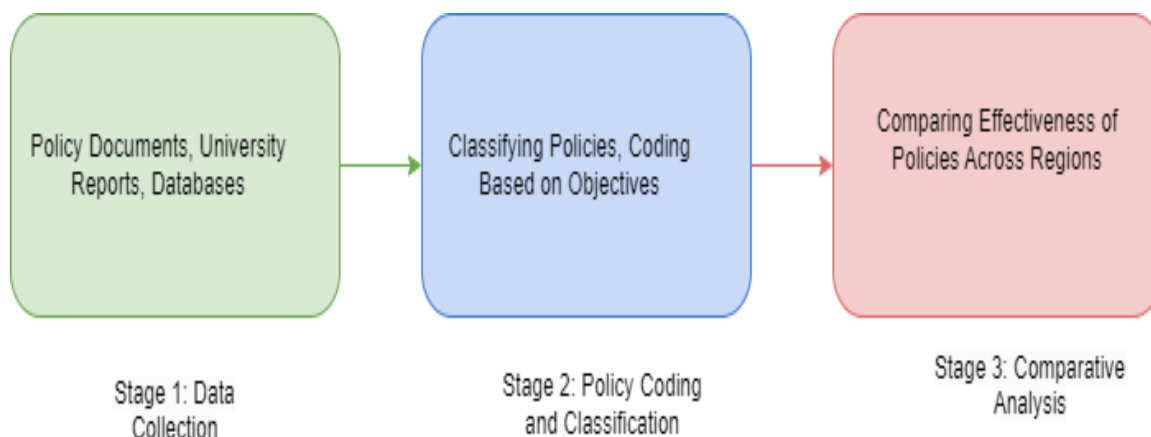 Policy Documents, University
Reports, Databases
Classifying Policies, Coding
Based on Objectives
Comparing Effectiveness of
Policies Across Regions
Stage 1: Data
Collection
Stage 2: Policy Coding
and Classification
Stage 3: Comparative
Analysis